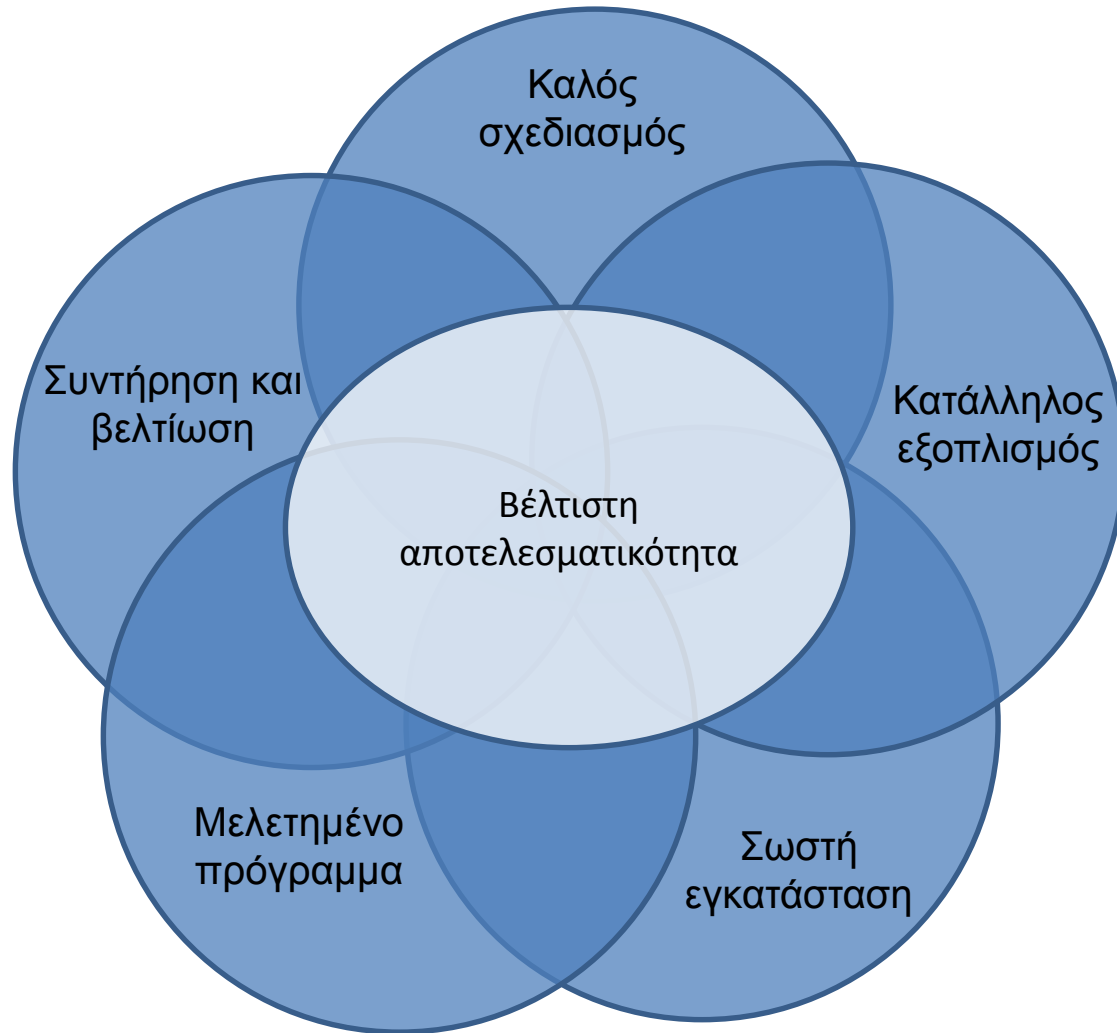 Καλός
σχεδιασμός
Συντήρηση και
βελτίωση
Κατάλληλος
εξοπλισμός
Βέλτιστη
αποτελεσματικότητα
Μελετημένο
πρόγραμμα
Σωστή
εγκατάσταση